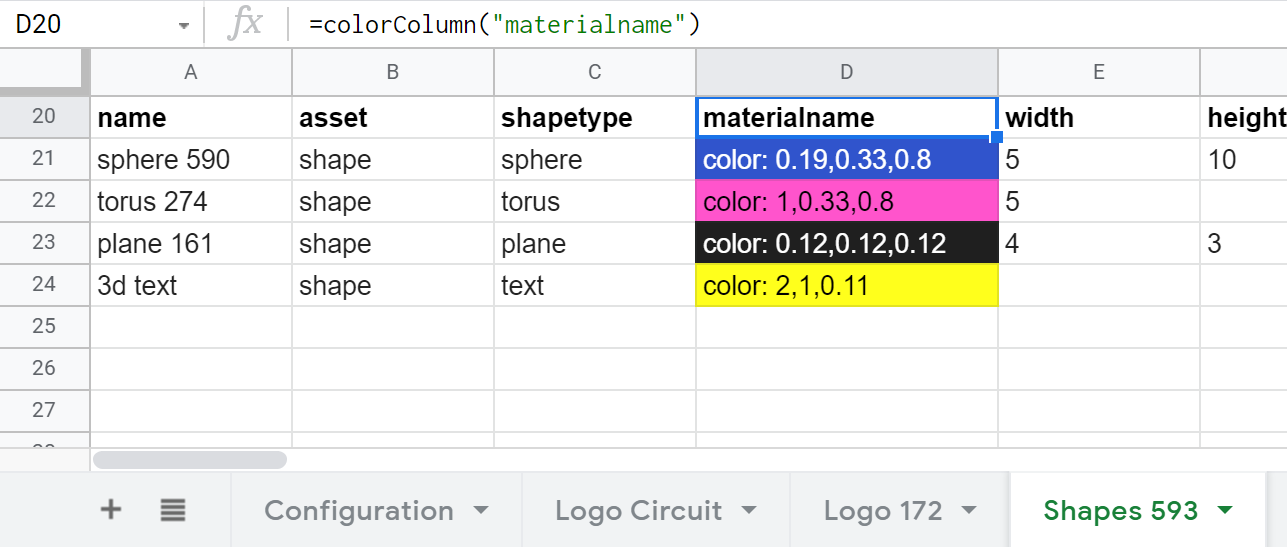 D20 fx =colorColumn("materialname")
A B C D E
20 name asset shapetype materialname width height
21 sphere 590 shape sphere color: 0.19,0.33,0.8 5 10
22 torus 274 shape torus color: 1,0.33,0.8 5
23 plane 161 shape plane color: 0.12,0.12,0.12 4 3
24 3d text shape text color: 2,1,0.11
25
26
27
Configuration Logo Circuit Logo 172 Shapes 593